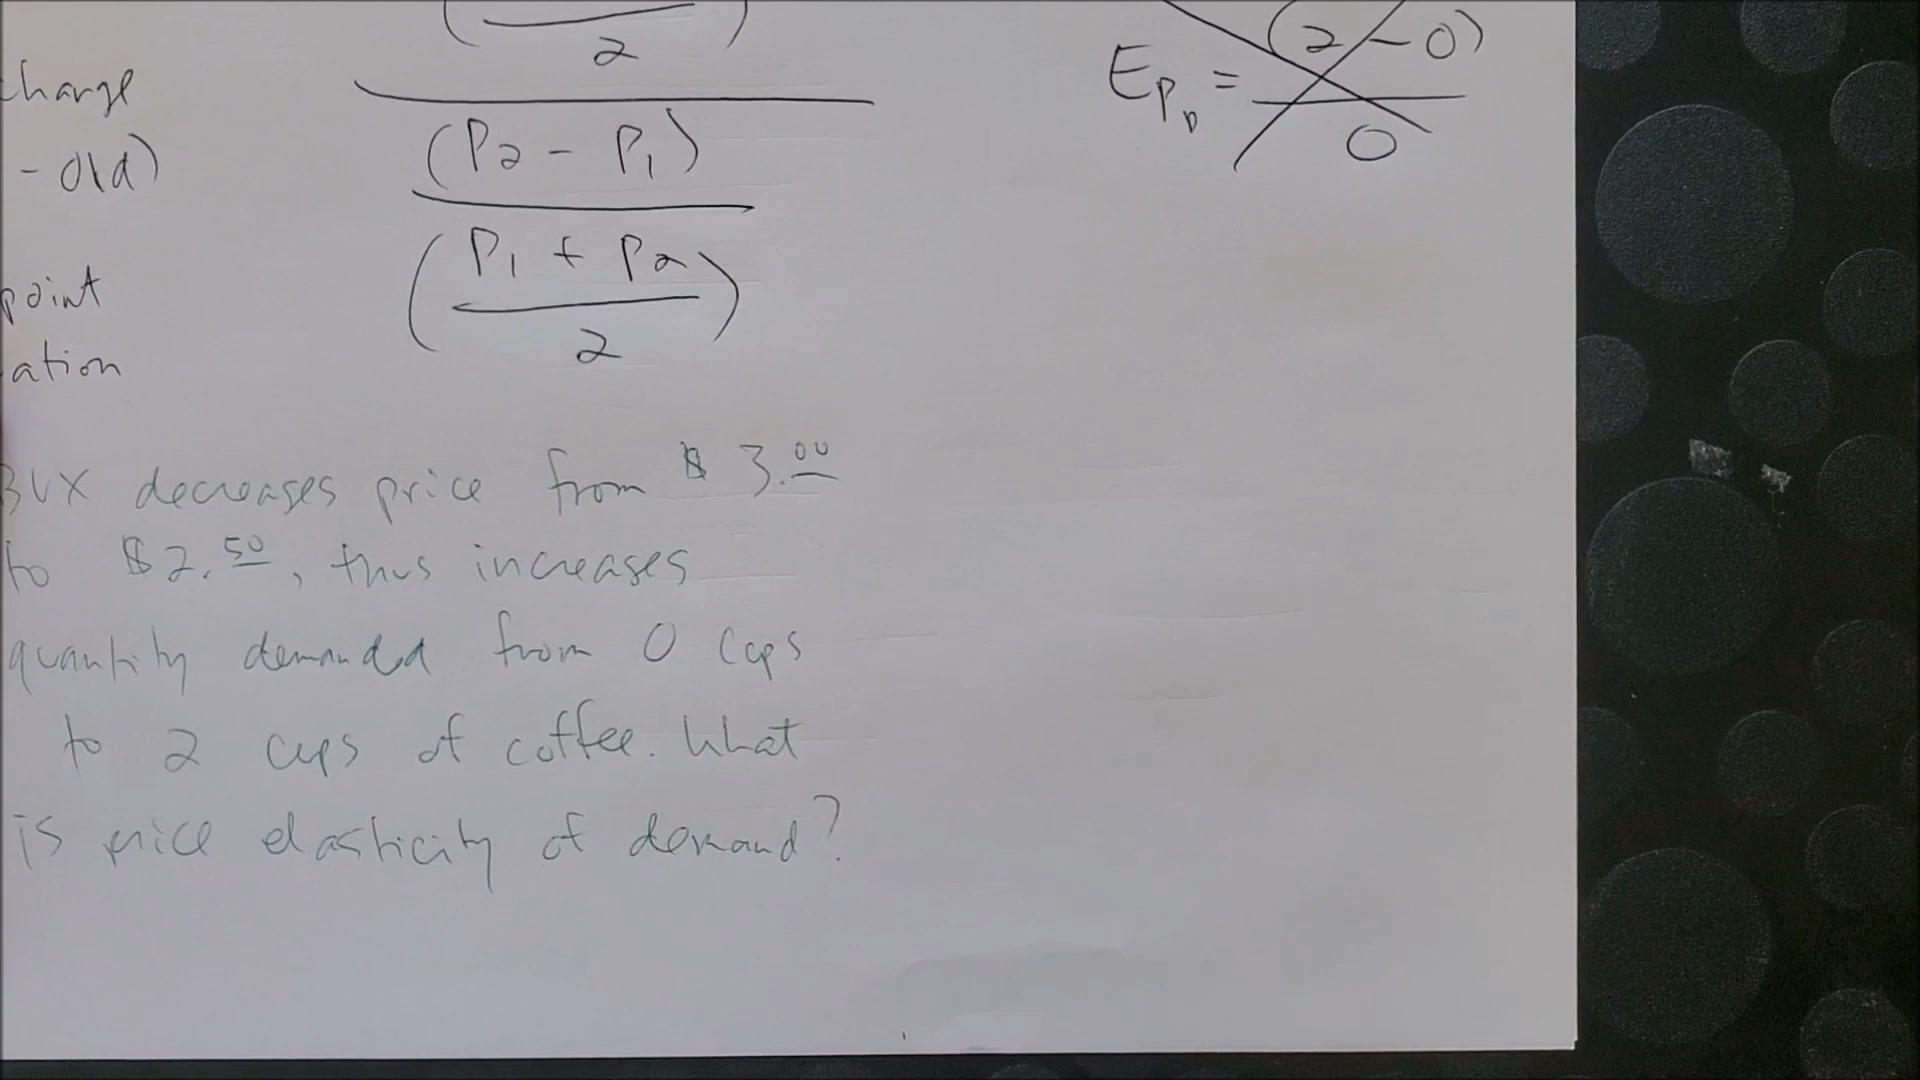 2
change
- old)
(P2 - P1)
(P1 + P2)
2
point
ation
(2 - 0)
EPD =
0
BUX decreases price from $ 3.00
to $2.50, thus increases
quantity demanded from 0 cups
to 2 cups of coffee. What
is price elasticity of demand?